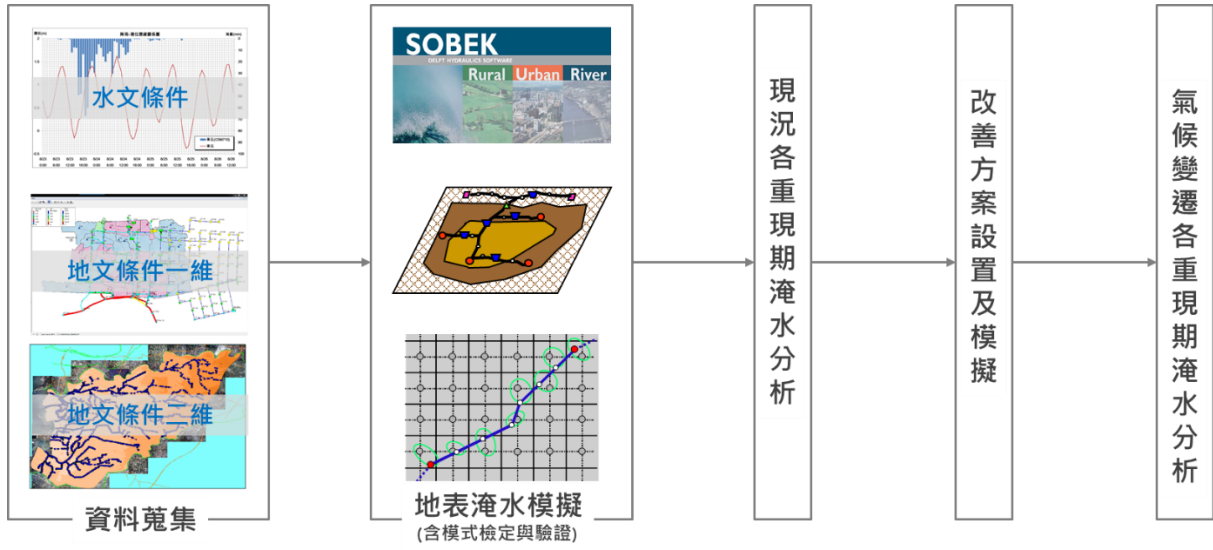 水文條件
地文條件一維
地文條件二維
資料蒐集
SOBEK
DELFT HYDRAULICS SOFTWARE
Rural Urban River
地表淹水模擬
(含模式檢定與驗證)
現況各重現期淹水分析
改善方案設置及模擬
氣候變遷各重現期淹水分析